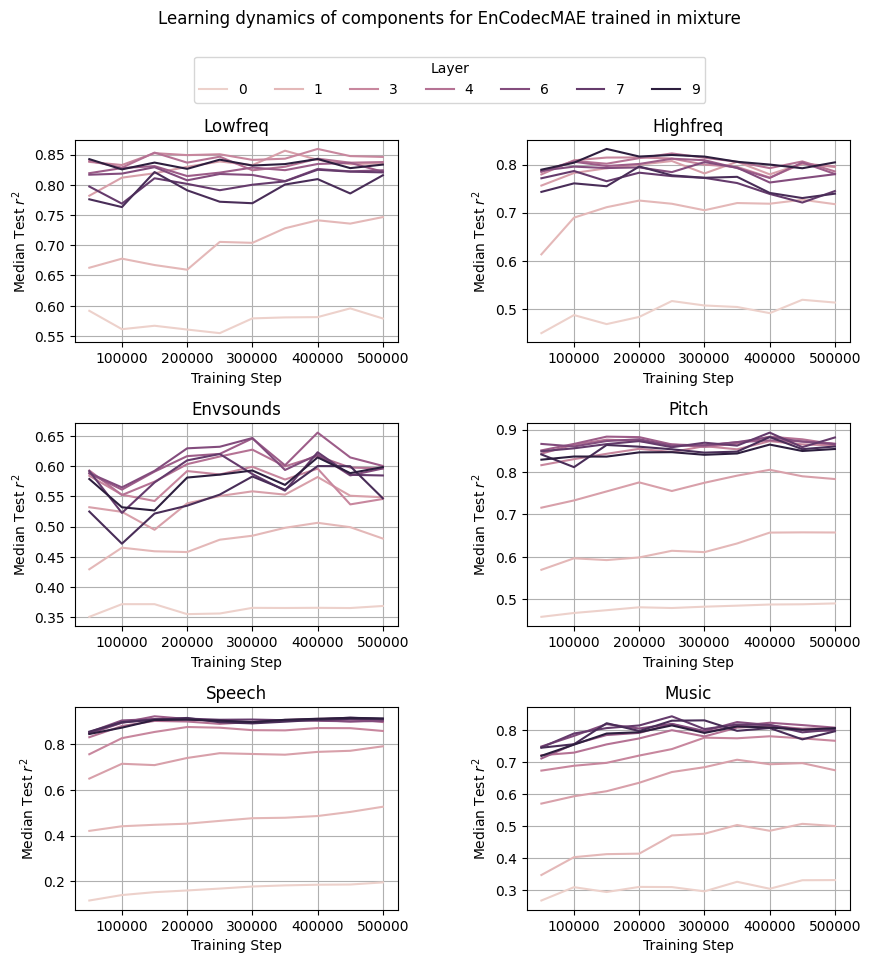 Learning dynamics of components for EnCodecMAE trained in mixture
Layer
0 1 3 4 6 7 9
Lowfreq
Median Test r²
0.85
0.80
0.75
0.70
0.65
0.60
0.55
100000 200000 300000 400000 500000
Training Step
Highfreq
Median Test r²
0.8
0.7
0.5
100000 200000 300000 400000 500000
Training Step
Envsounds
Median Test r²
0.65
0.60
0.55
0.50
0.45
0.40
0.35
100000 200000 300000 400000 500000
Training Step
Pitch
Median Test r²
0.9
0.8
0.7
0.6
0.5
100000 200000 300000 400000 500000
Training Step
Speech
Median Test r²
0.8
0.6
0.4
0.2
100000 200000 300000 400000 500000
Training Step
Music
Median Test r²
0.8
0.7
0.6
0.5
0.4
0.3
100000 200000 300000 400000 500000
Training Step